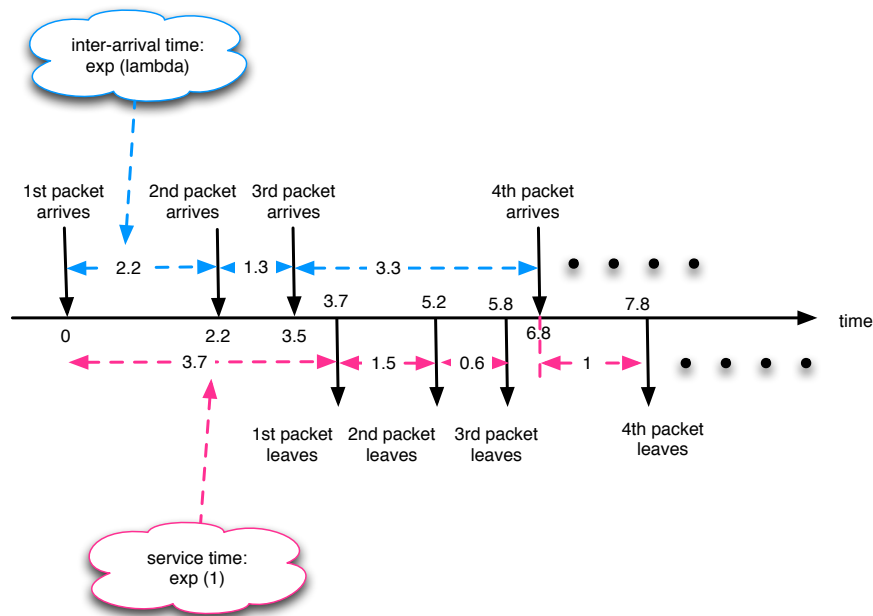 inter-arrival time:
exp (lambda)
1st packet
arrives
2nd packet
arrives
3rd packet
arrives
4th packet
arrives
2.2
1.3
3.3
3.7
5.2
5.8
7.8
time
0
2.2
3.5
6.8
3.7
1.5
0.6
1
1st packet
leaves
2nd packet
leaves
3rd packet
leaves
4th packet
leaves
service time:
exp (1)